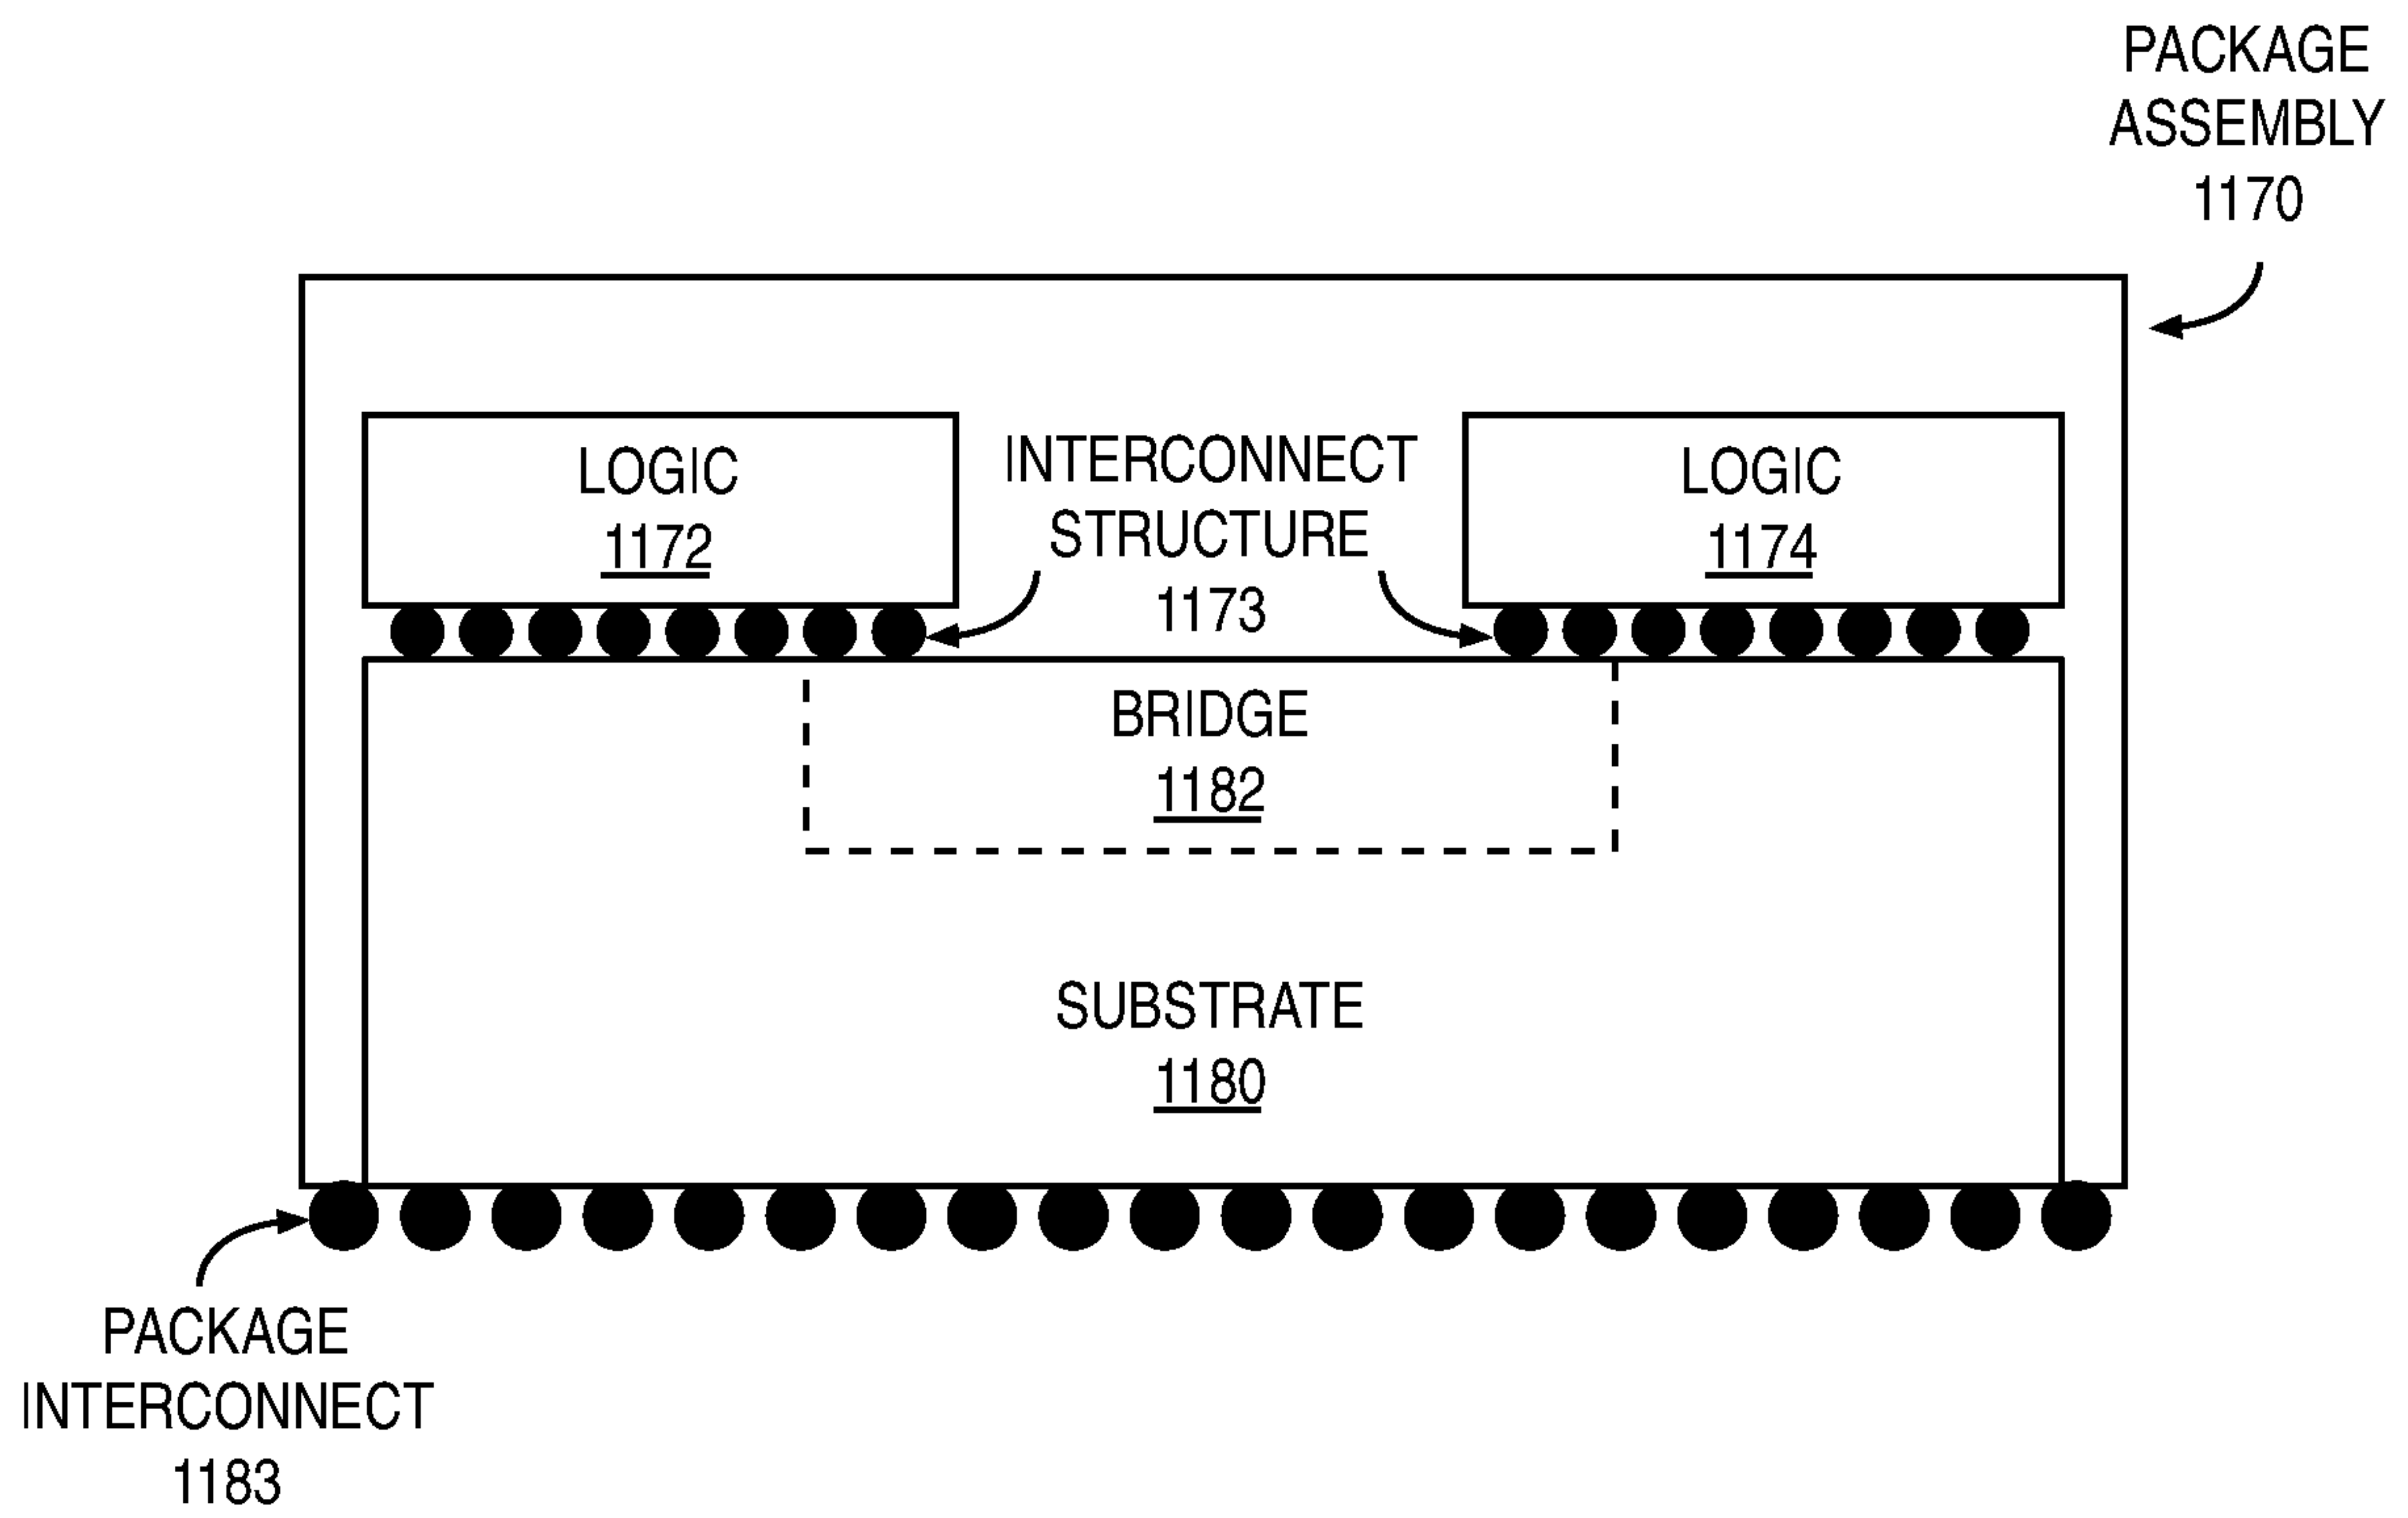 PACKAGE
ASSEMBLY
1170
LOGIC
1172
INTERCONNECT
STRUCTURE
1173
LOGIC
1174
BRIDGE
1182
SUBSTRATE
1180
PACKAGE
INTERCONNECT
1183